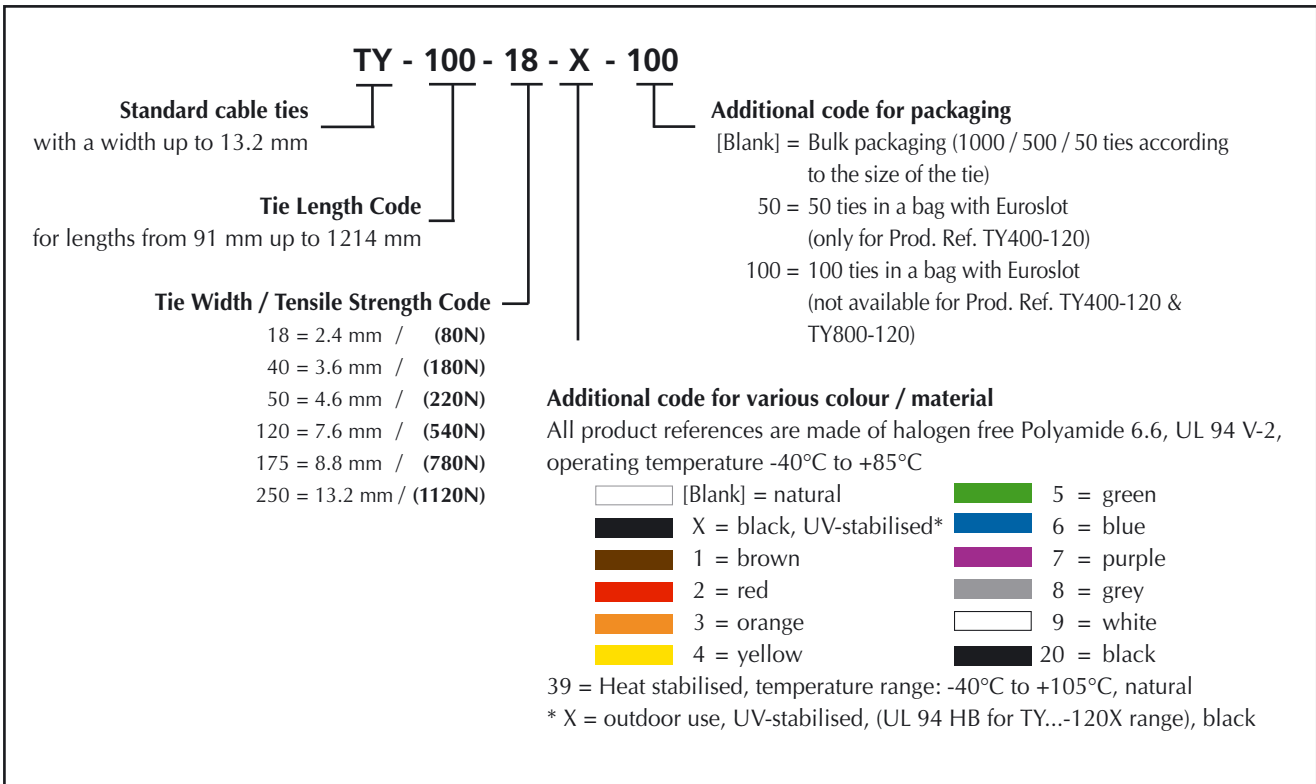 TY - 100 - 18 - X - 100
Standard cable ties
with a width up to 13.2 mm
Tie Length Code
for lengths from 91 mm up to 1214 mm
Tie Width / Tensile Strength Code
18 = 2.4 mm / (80N)
40 = 3.6 mm / (180N)
50 = 4.6 mm / (220N)
120 = 7.6 mm / (540N)
175 = 8.8 mm / (780N)
250 = 13.2 mm / (1120N)
Additional code for packaging
[Blank] = Bulk packaging (1000 / 500 / 50 ties according
to the size of the tie)
50 = 50 ties in a bag with Euroslot
(only for Prod. Ref. TY400-120)
100 = 100 ties in a bag with Euroslot
(not available for Prod. Ref. TY400-120 &
TY800-120)
Additional code for various colour / material
All product references are made of halogen free Polyamide 6.6, UL 94 V-2,
operating temperature -40°C to +85°C
[Blank] = natural
X = black, UV-stabilised*
1 = brown
2 = red
3 = orange
4 = yellow
5 = green
6 = blue
7 = purple
8 = grey
9 = white
20 = black
39 = Heat stabilised, temperature range: -40°C to +105°C, natural
* X = outdoor use, UV-stabilised, (UL 94 HB for TY...-120X range), black